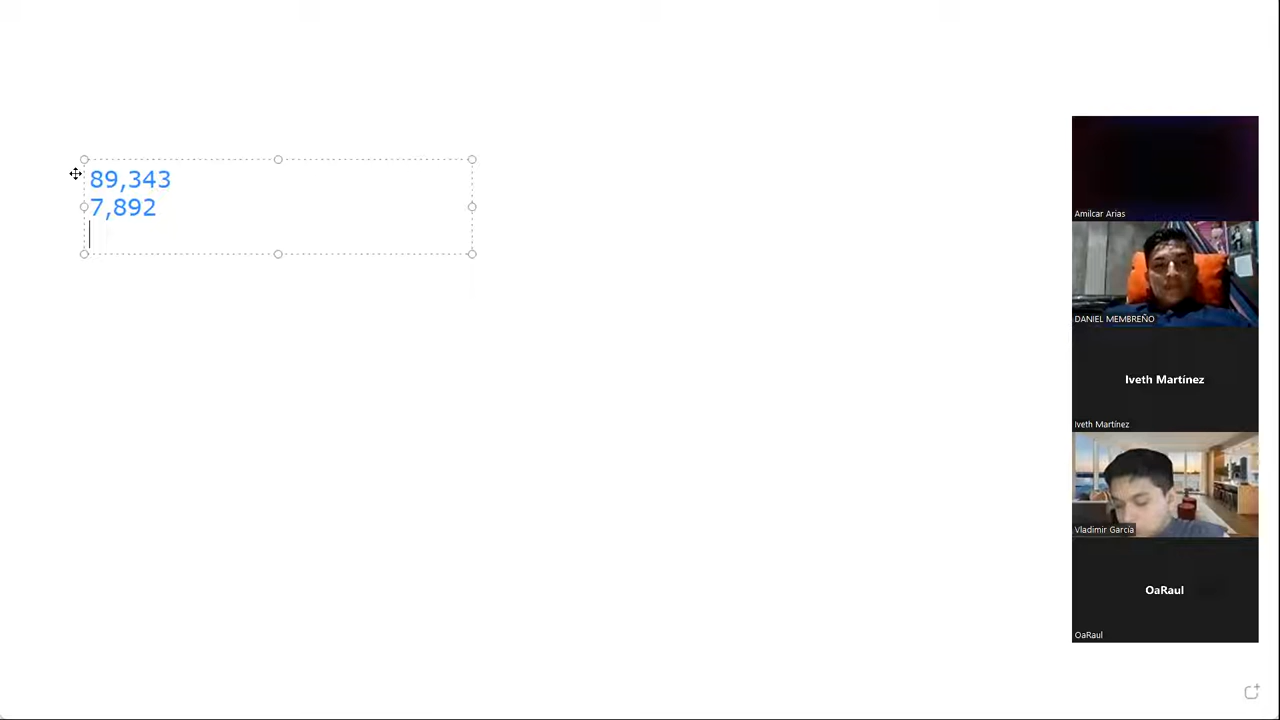 89,343
7,892
Amilcar Arias
DANIEL MEMBREÑO
Iveth Martínez
Iveth Martínez
Vladimir García
OaRaul
OaRaul